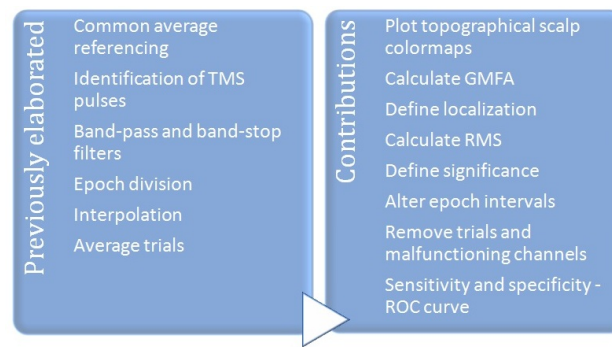 Previously elaborated
Common average
referencing
Identification of TMS
pulses
Band-pass and band-stop
filters
Epoch division
Interpolation
Average trials
Contributions
Plot topographical scalp
colormaps
Calculate GMFA
Define localization
Calculate RMS
Define significance
Alter epoch intervals
Remove trials and
malfunctioning channels
Sensitivity and specificity -
ROC curve